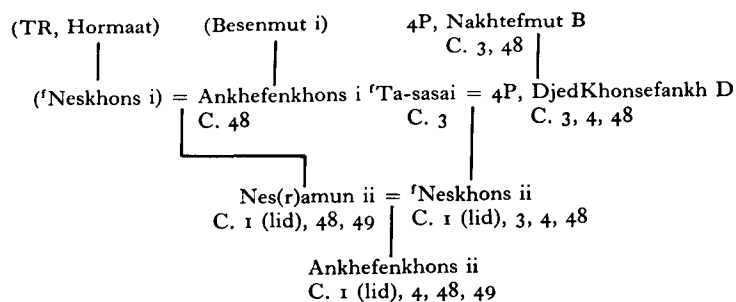 (TR, Hormaat) (Besenmut i) 4P, Nakhtefmut B
C. 3, 48
(ᶠNeskhons i) = Ankhefenkhons i ᶠTa-sasai = 4P, DjedKhonsefankh D
C. 48 C. 3 C. 3, 4, 48
Nes(r)amun ii = ᶠNeskhons ii
C. 1 (lid), 48, 49 C. 1 (lid), 3, 4, 48
Ankhefenkhons ii
C. 1 (lid), 4, 48, 49